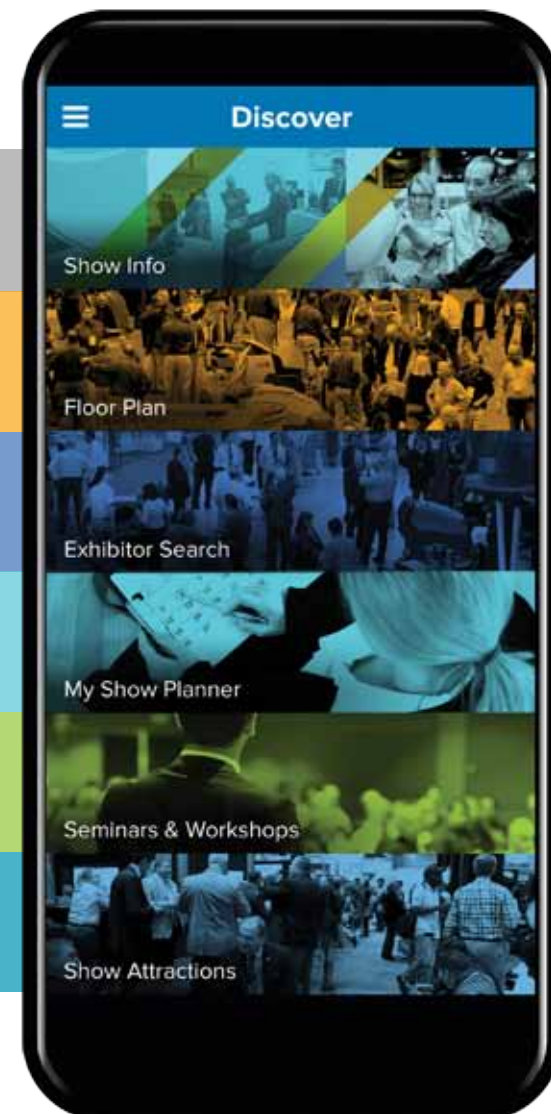 Discover
Show Info
Floor Plan
Exhibitor Search
My Show Planner
Seminars & Workshops
Show Attractions